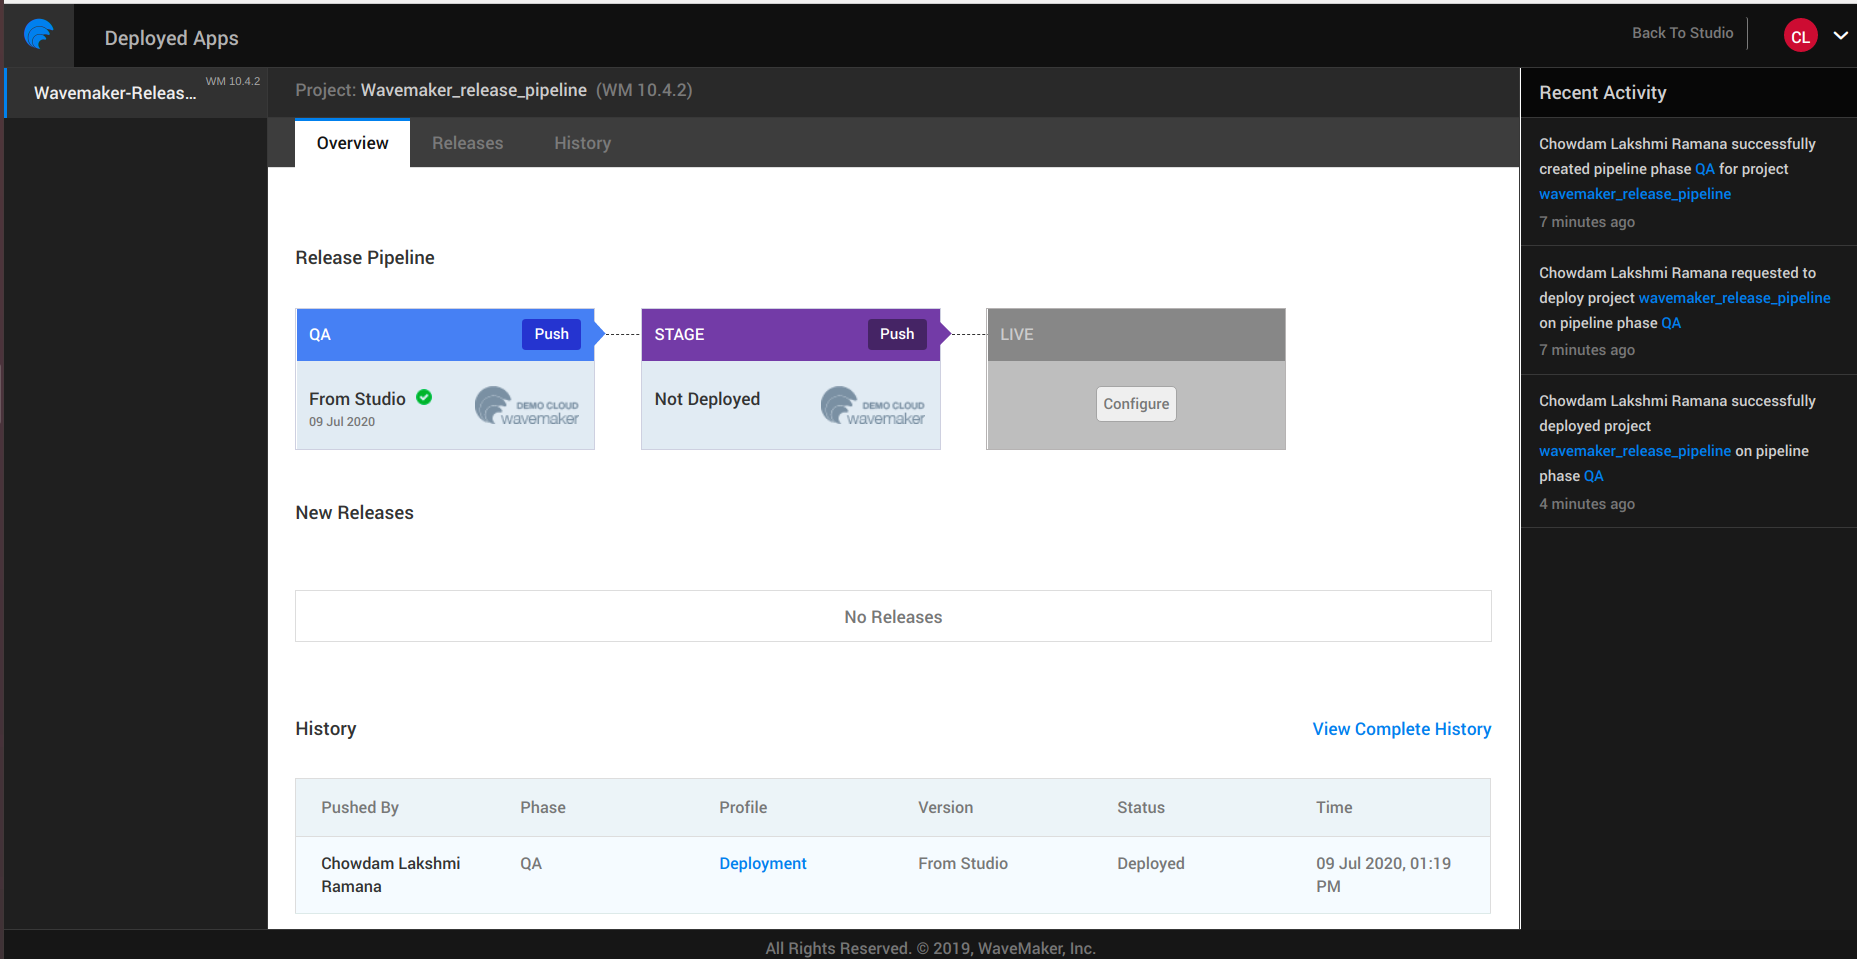 Deployed Apps
Back To Studio
CL
Wavemaker-Releas...
WM 10.4.2
Project: Wavemaker_release_pipeline (WM 10.4.2)
Overview
Releases
History
Release Pipeline
QA
Push
From Studio
09 Jul 2020
DEMO CLOUD
wavemaker
STAGE
Push
Not Deployed
DEMO CLOUD
wavemaker
LIVE
Configure
New Releases
No Releases
History
View Complete History
Pushed By
Phase
Profile
Version
Status
Time
Chowdam Lakshmi
Ramana
QA
Deployment
From Studio
Deployed
09 Jul 2020, 01:19
PM
Recent Activity
Chowdam Lakshmi Ramana successfully
created pipeline phase QA for project
wavemaker_release_pipeline
7 minutes ago
Chowdam Lakshmi Ramana requested to
deploy project wavemaker_release_pipeline
on pipeline phase QA
7 minutes ago
Chowdam Lakshmi Ramana successfully
deployed project
wavemaker_release_pipeline on pipeline
phase QA
4 minutes ago
All Rights Reserved. © 2019, WaveMaker, Inc.